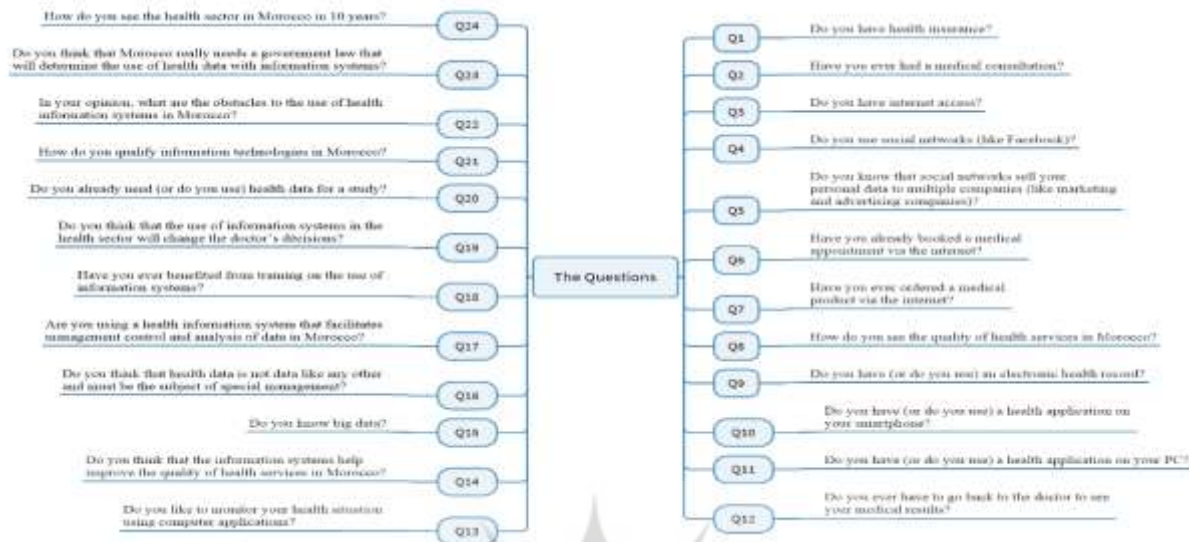 The Questions
Q1
Do you have health insurance?
Q2
Have you ever had a medical consultation?
Q3
Do you have internet access?
Q4
Do you use social networks (like Facebook)?
Q5
Do you know that social networks sell your
personal data to multiple companies (like marketing
and advertising companies)?
Q6
Have you already booked a medical
appointment via the internet?
Q7
Have you ever ordered a medical
product via the internet?
Q8
How do you see the quality of health services in Morocco?
Q9
Do you have (or do you use) an electronic health record?
Q10
Do you have (or do you use) a health application on
your smartphone?
Q11
Do you have (or do you use) a health application on your PC?
Q12
Do you ever have to go back to the doctor to see
your medical results?
Q13
Do you like to monitor your health situation
using computer applications?
Q14
Do you think that the information systems help
improve the quality of health services in Morocco?
Q15
Do you know big data?
Q16
Do you think that health data is not data like any other
and must be the subject of special management?
Q17
Are you using a health information system that facilitates
management control and analysis of data in Morocco?
Q18
Have you ever benefited from training on the use of
information systems?
Q19
Do you think that the use of information systems in the
health sector will change the doctor's decisions?
Q20
Do you already need (or do you use) health data for a study?
Q21
How do you qualify information technologies in Morocco?
Q22
In your opinion, what are the obstacles to the use of health
information systems in Morocco?
Q23
Do you think that Morocco really needs a government law that
will determine the use of health data with information systems?
Q24
How do you see the health sector in Morocco in 10 years?